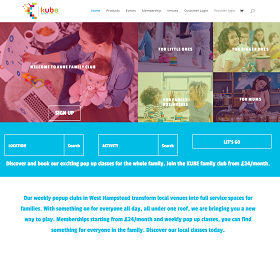 kube
Home
Products
Events
Membership
Venues
Customer Login
Provider login
WELCOME TO KUBE FAMILY CLUB
SIGN UP
FOR LITTLE ONES
FOR BIGGER ONES
FOR FAMILY
FOR MUMS
LOCATION
Search
ACTIVITY
Search
LET'S GO
Discover and book our exciting pop up classes for the whole family. Join the KUBE family club from £24/month.
Our weekly popup clubs in West Hampstead transform local venues into full service spaces for
families. With something on for everyone all day, all under one roof, we are bringing you a new
way to play. Memberships starting from £24/month and weekly pop up classes, you can find
something for everyone in the family. Discover our local classes today.